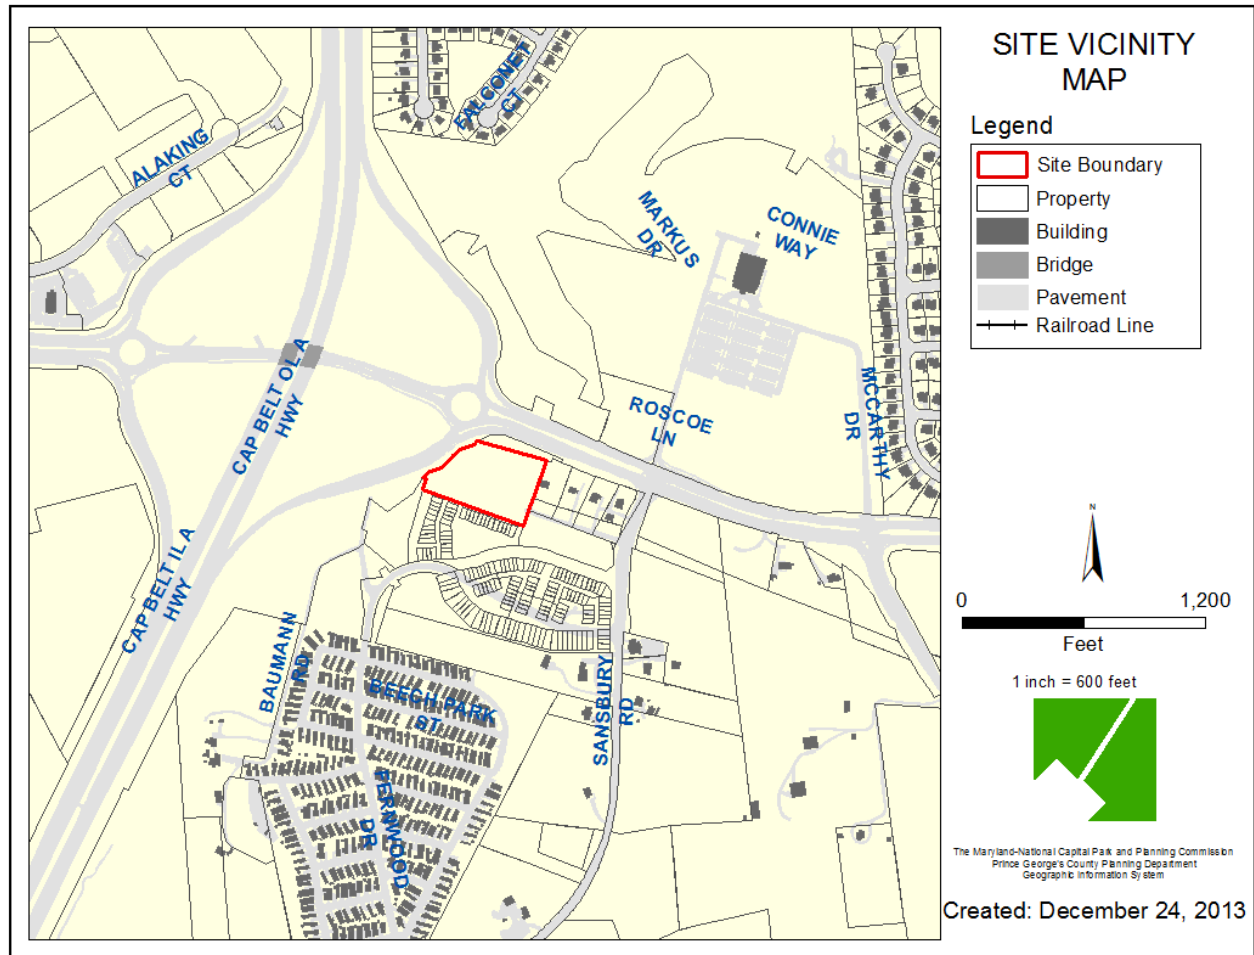 SITE VICINITY
MAP
Legend
Site Boundary
Property
Building
Bridge
Pavement
Railroad Line
N
0 1,200
Feet
1 inch = 600 feet
The Maryland-National Capital Park and Planning Commission
Prince George's County Planning Department
Geographic Information System
Created: December 24, 2013
FALCONET
CT
ALAKING
CT
MARKUS
DR
CONNIE
WAY
CAP BELT OL A
HWY
ROSCOE
LN
MCCARTHY
DR
CAP BELT IL A
HWY
BAUMANN
RD
BEECH PARK
ST
SANSBURY
RD
FERNWOOD
DR